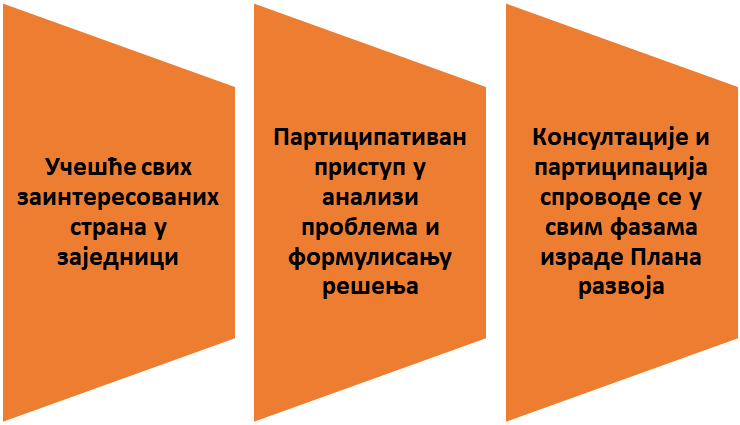 Учешће свих
заинтересованих
страна у
заједници
Партиципативан
приступ у
анализи
проблема и
формулисању
решења
Консултације и
партиципација
спроводе се у
свим фазама
израде Плана
развоја